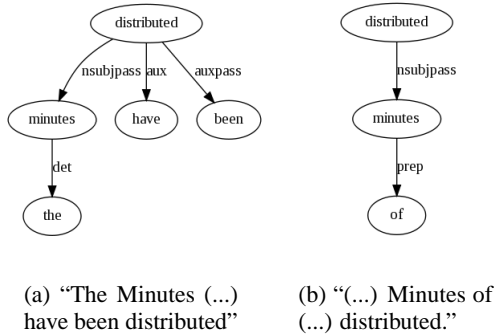 distributed
nsubjpass aux auxpass
minutes have been
det
the
distributed
nsubjpass
minutes
prep
of
(a) “The Minutes (...)
have been distributed”
(b) “(...) Minutes of
(...) distributed.”